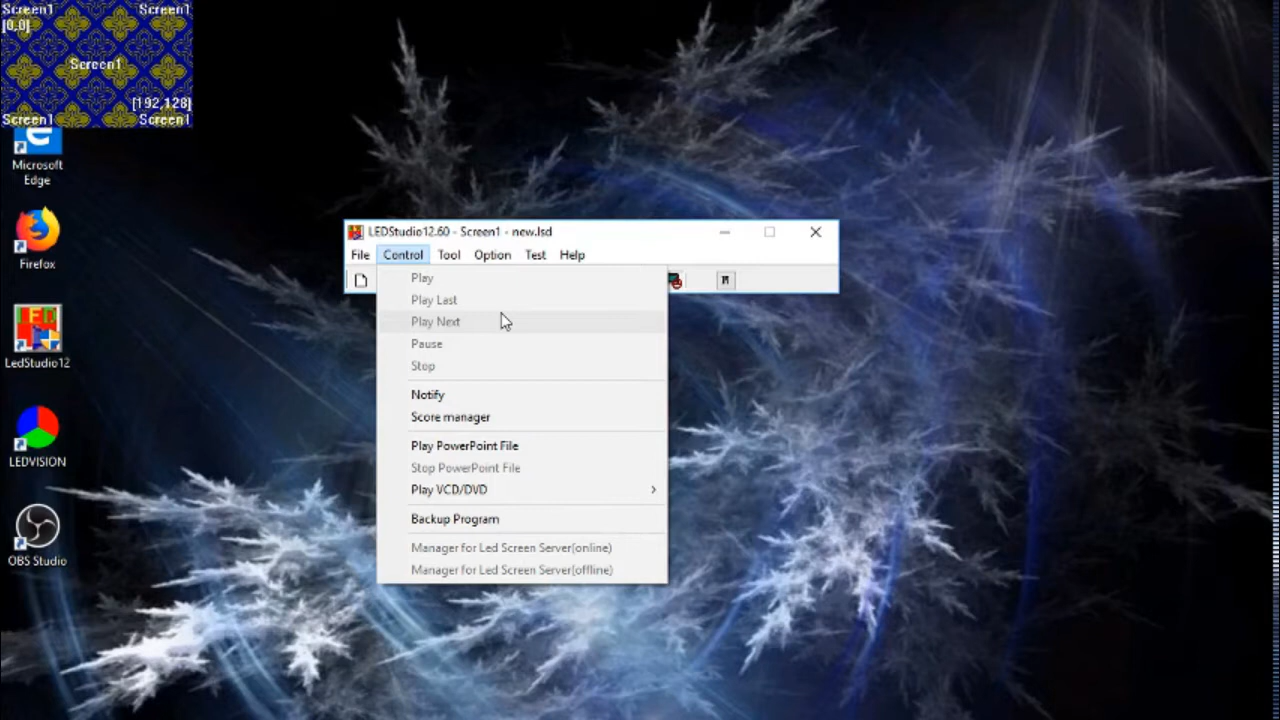 Screen1 Screen1
[0,0]
Screen1
[192,128]
Screen1 Screen1
Microsoft
Edge
Firefox
LED
LedStudio12
LEDVISION
OBS Studio
LEDStudio12.60 - Screen1 - new.lsd
File Control Tool Option Test Help
Play
Play Last
Play Next
Pause
Stop
Notify
Score manager
Play PowerPoint File
Stop PowerPoint File
Play VCD/DVD
Backup Program
Manager for Led Screen Server(online)
Manager for Led Screen Server(offline)